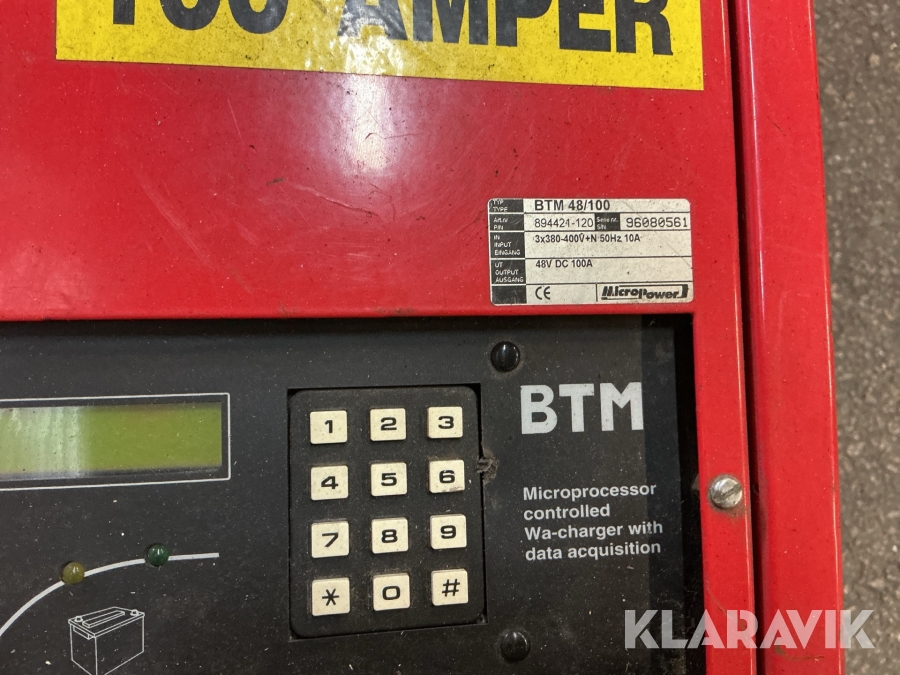 100 AMPER
TYP
TYPE
BTM 48/100
Art.nr
P/N
894421-120
Serie nr.
S/N
96080561
IN
INPUT
EINGANG
3x380-400V+N 50Hz 10A
UT
OUTPUT
AUSGANG
48V DC 100A
CE
MicroPower
BTM
1 2 3
4 5 6
7 8 9
* 0 #
Microprocessor
controlled
Wa-charger with
data acquisition
KLARAVIK